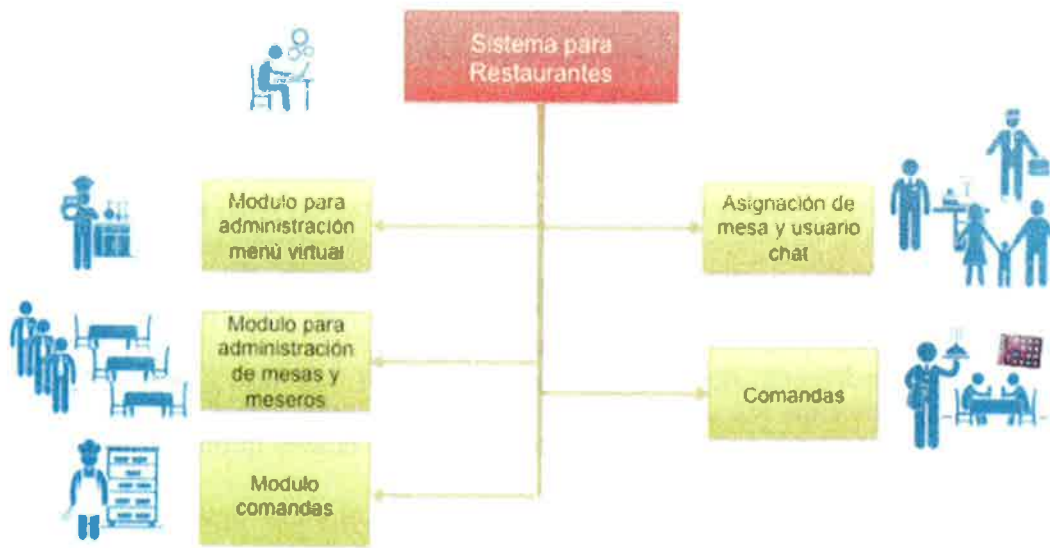 Sistema para
Restaurantes
Modulo para
administración
menú virtual
Asignación de
mesa y usuario
chat
Modulo para
administración
de mesas y
meseros
Comandas
Modulo
comandas